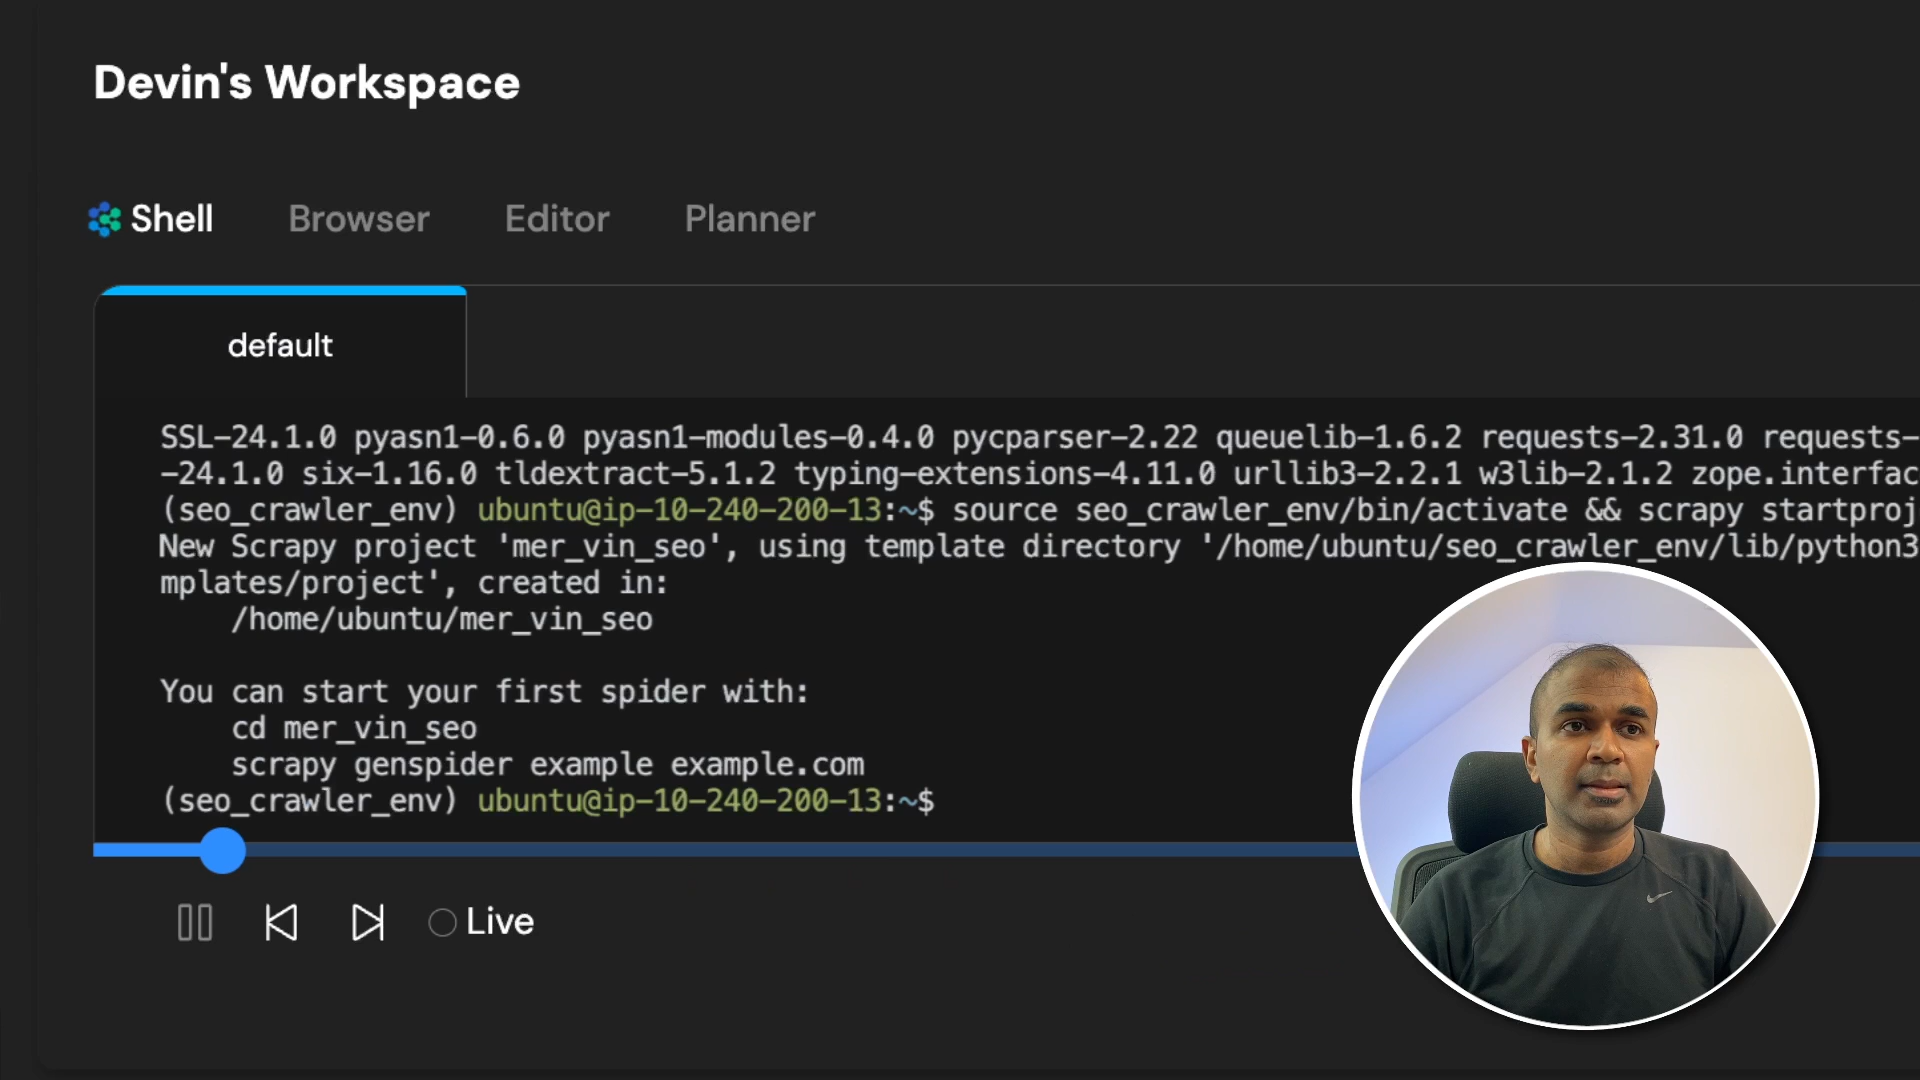 Devin's Workspace
Shell Browser Editor Planner
default
SSL-24.1.0 pyasn1-0.6.0 pyasn1-modules-0.4.0 pycparser-2.22 queuelib-1.6.2 requests-2.31.0 requests-
-24.1.0 six-1.16.0 tldextract-5.1.2 typing-extensions-4.11.0 urllib3-2.2.1 w3lib-2.1.2 zope.interfac
(seo_crawler_env) ubuntu@ip-10-240-200-13:~$ source seo_crawler_env/bin/activate && scrapy startproj
New Scrapy project 'mer_vin_seo', using template directory '/home/ubuntu/seo_crawler_env/lib/python3
mplates/project', created in:
/home/ubuntu/mer_vin_seo
You can start your first spider with:
cd mer_vin_seo
scrapy genspider example example.com
(seo_crawler_env) ubuntu@ip-10-240-200-13:~$
Live